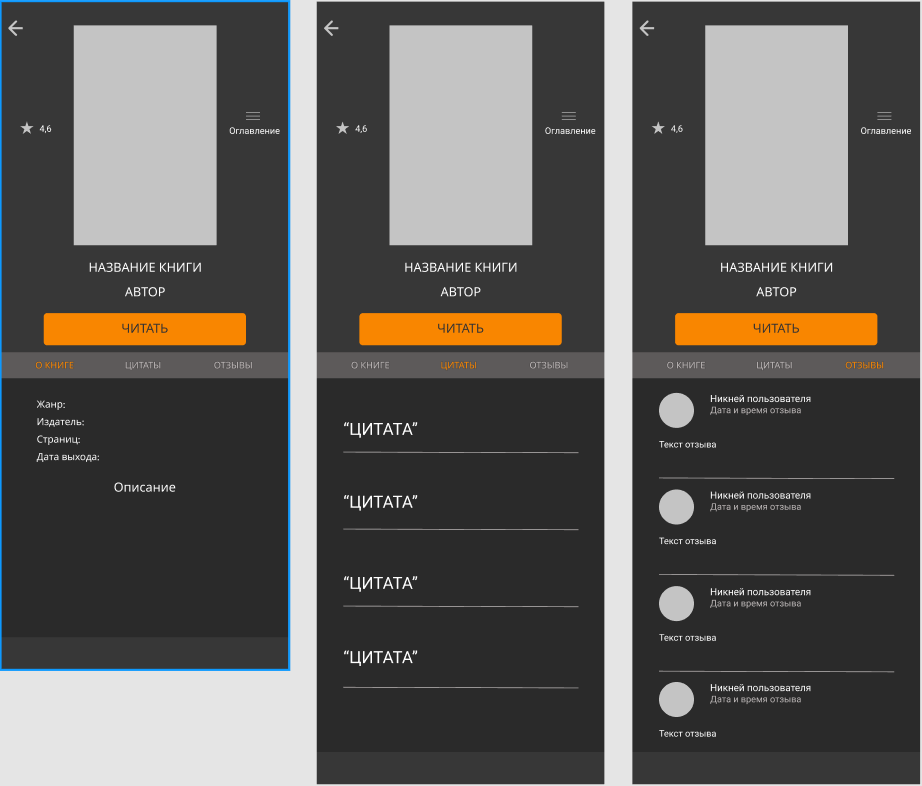 4,6
Оглавление
НАЗВАНИЕ КНИГИ
АВТОР
ЧИТАТЬ
О КНИГЕ ЦИТАТЫ ОТЗЫВЫ
Жанр:
Издатель:
Страниц:
Дата выхода:
Описание
4,6
Оглавление
НАЗВАНИЕ КНИГИ
АВТОР
ЧИТАТЬ
О КНИГЕ ЦИТАТЫ ОТЗЫВЫ
“ЦИТАТА”
“ЦИТАТА”
“ЦИТАТА”
“ЦИТАТА”
4,6
Оглавление
НАЗВАНИЕ КНИГИ
АВТОР
ЧИТАТЬ
О КНИГЕ ЦИТАТЫ ОТЗЫВЫ
Никней пользователя
Дата и время отзыва
Текст отзыва
Никней пользователя
Дата и время отзыва
Текст отзыва
Никней пользователя
Дата и время отзыва
Текст отзыва
Никней пользователя
Дата и время отзыва
Текст отзыва